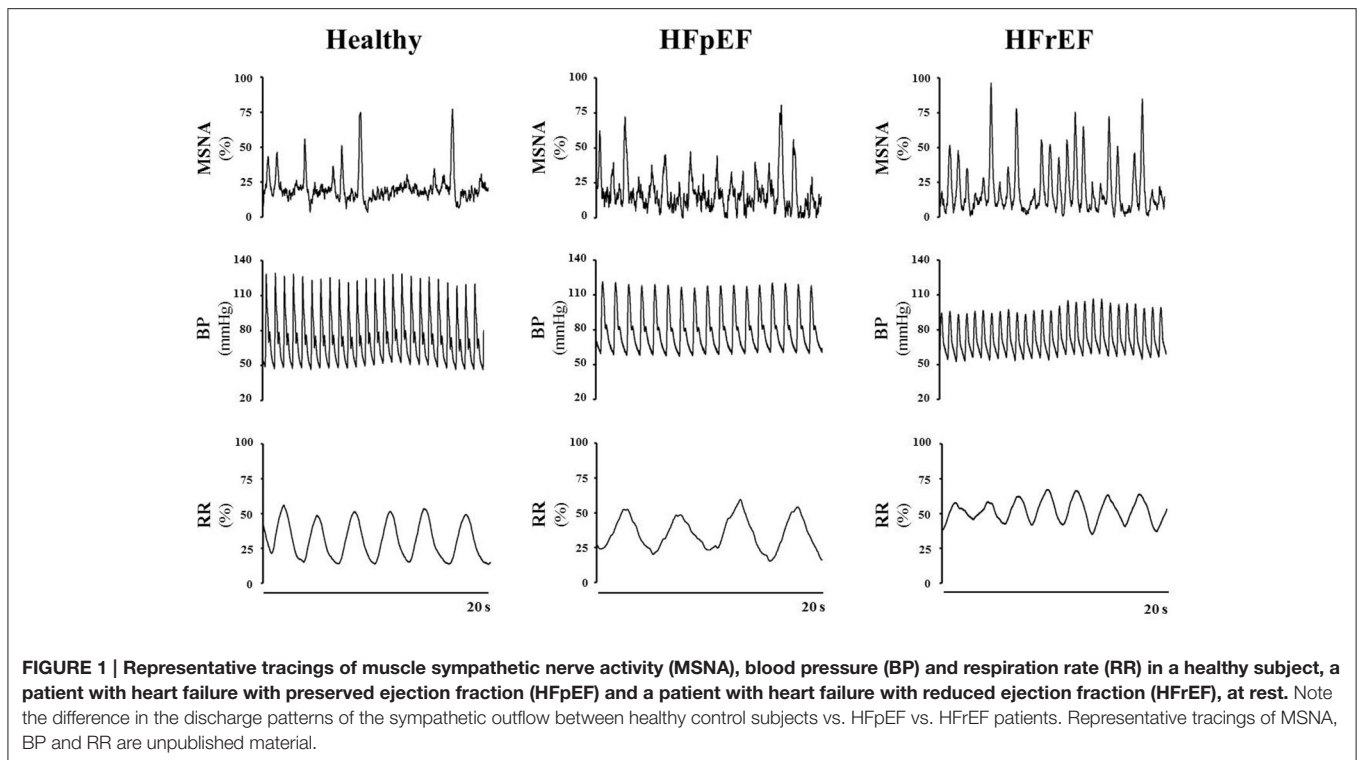 Healthy
HFpEF
HFrEF
MSNA
(%)
100
75
50
25
0
MSNA
(%)
100
75
50
25
0
MSNA
(%)
100
75
50
25
0
BP
(mmHg)
140
110
80
50
20
BP
(mmHg)
140
110
80
50
20
BP
(mmHg)
140
110
80
50
20
RR
(%)
100
75
50
25
0
20 s
RR
(%)
100
75
50
25
0
20 s
RR
(%)
100
75
50
25
0
20 s
FIGURE 1 | Representative tracings of muscle sympathetic nerve activity (MSNA), blood pressure (BP) and respiration rate (RR) in a healthy subject, a
patient with heart failure with preserved ejection fraction (HFpEF) and a patient with heart failure with reduced ejection fraction (HFrEF), at rest. Note
the difference in the discharge patterns of the sympathetic outflow between healthy control subjects vs. HFpEF vs. HFrEF patients. Representative tracings of MSNA,
BP and RR are unpublished material.